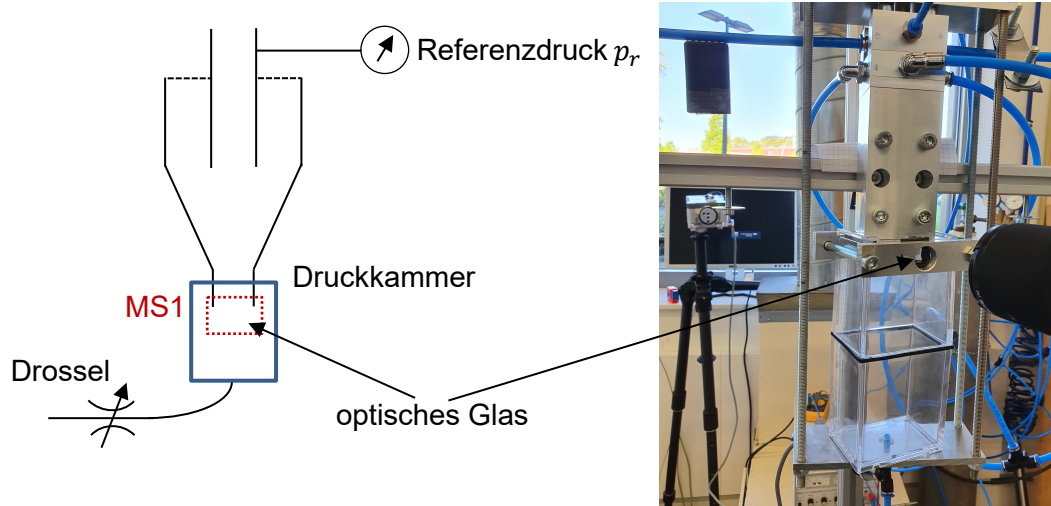 Referenzdruck p_r
Druckkammer
MS1
Drossel
optisches Glas